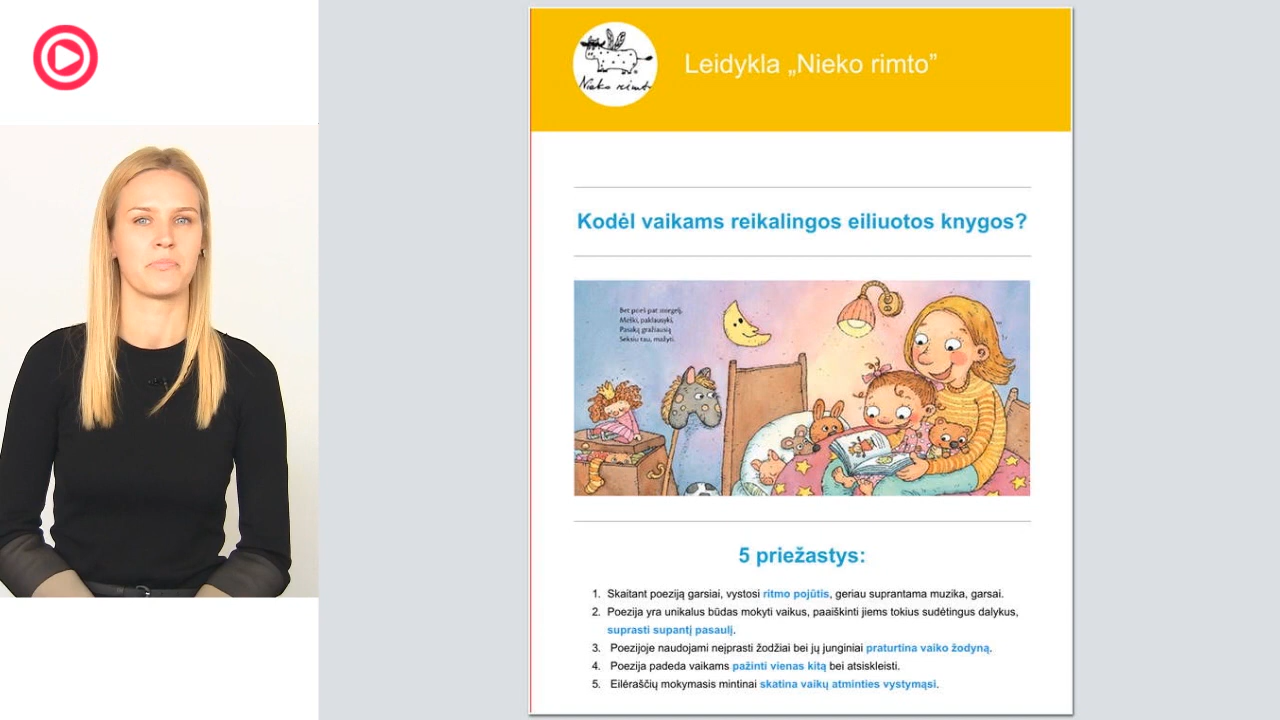 Nieko rimto
Leidykla „Nieko rimto”
Kodėl vaikams reikalingos eiliuotos knygos?
Bet prieš pat miegelį,
Meški, paklausyki,
Pasaką gražiausią
Seksiu tau, mažyti.
5 priežastys:
1. Skaitant poeziją garsiai, vystosi ritmo pojūtis, geriau suprantama muzika, garsai.
2. Poezija yra unikalus būdas mokyti vaikus, paaiškinti jiems tokius sudėtingus dalykus,
suprasti supantį pasaulį.
3. Poezijoje naudojami neįprasti žodžiai bei jų junginiai praturtina vaiko žodyną.
4. Poezija padeda vaikams pažinti vienas kitą bei atsiskleisti.
5. Eilėraščių mokymasis mintinai skatina vaikų atminties vystymąsi.